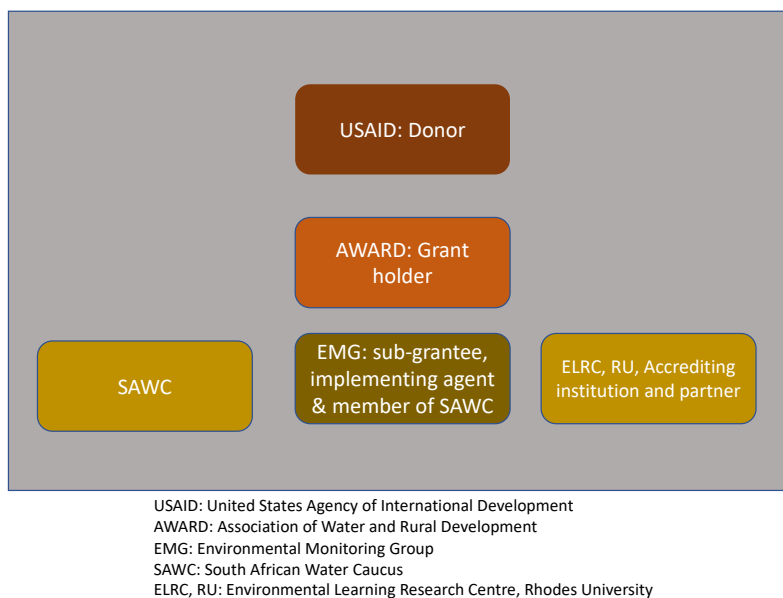 USAID: Donor
AWARD: Grant
holder
SAWC
EMG: sub-grantee,
implementing agent
& member of SAWC
ELRC, RU, Accrediting
institution and partner
USAID: United States Agency of International Development
AWARD: Association of Water and Rural Development
EMG: Environmental Monitoring Group
SAWC: South African Water Caucus
ELRC, RU: Environmental Learning Research Centre, Rhodes University